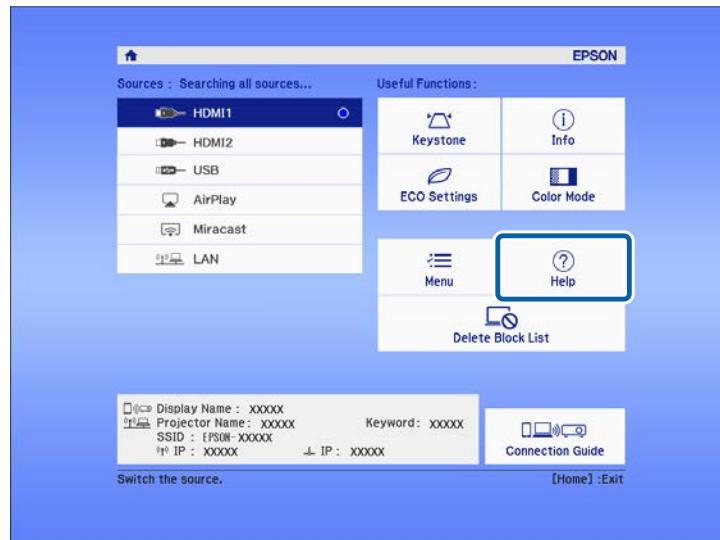 EPSON
Sources : Searching all sources...
HDMI1
HDMI2
USB
AirPlay
Miracast
LAN
Useful Functions :
Keystone
Info
ECO Settings
Color Mode
Menu
Help
Delete Block List
Display Name : XXXXX
Projector Name : XXXXX Keyword : XXXXX
SSID : EPSON-XXXXX
IP : XXXXX IP : XXXXX
Connection Guide
Switch the source. [Home] :Exit